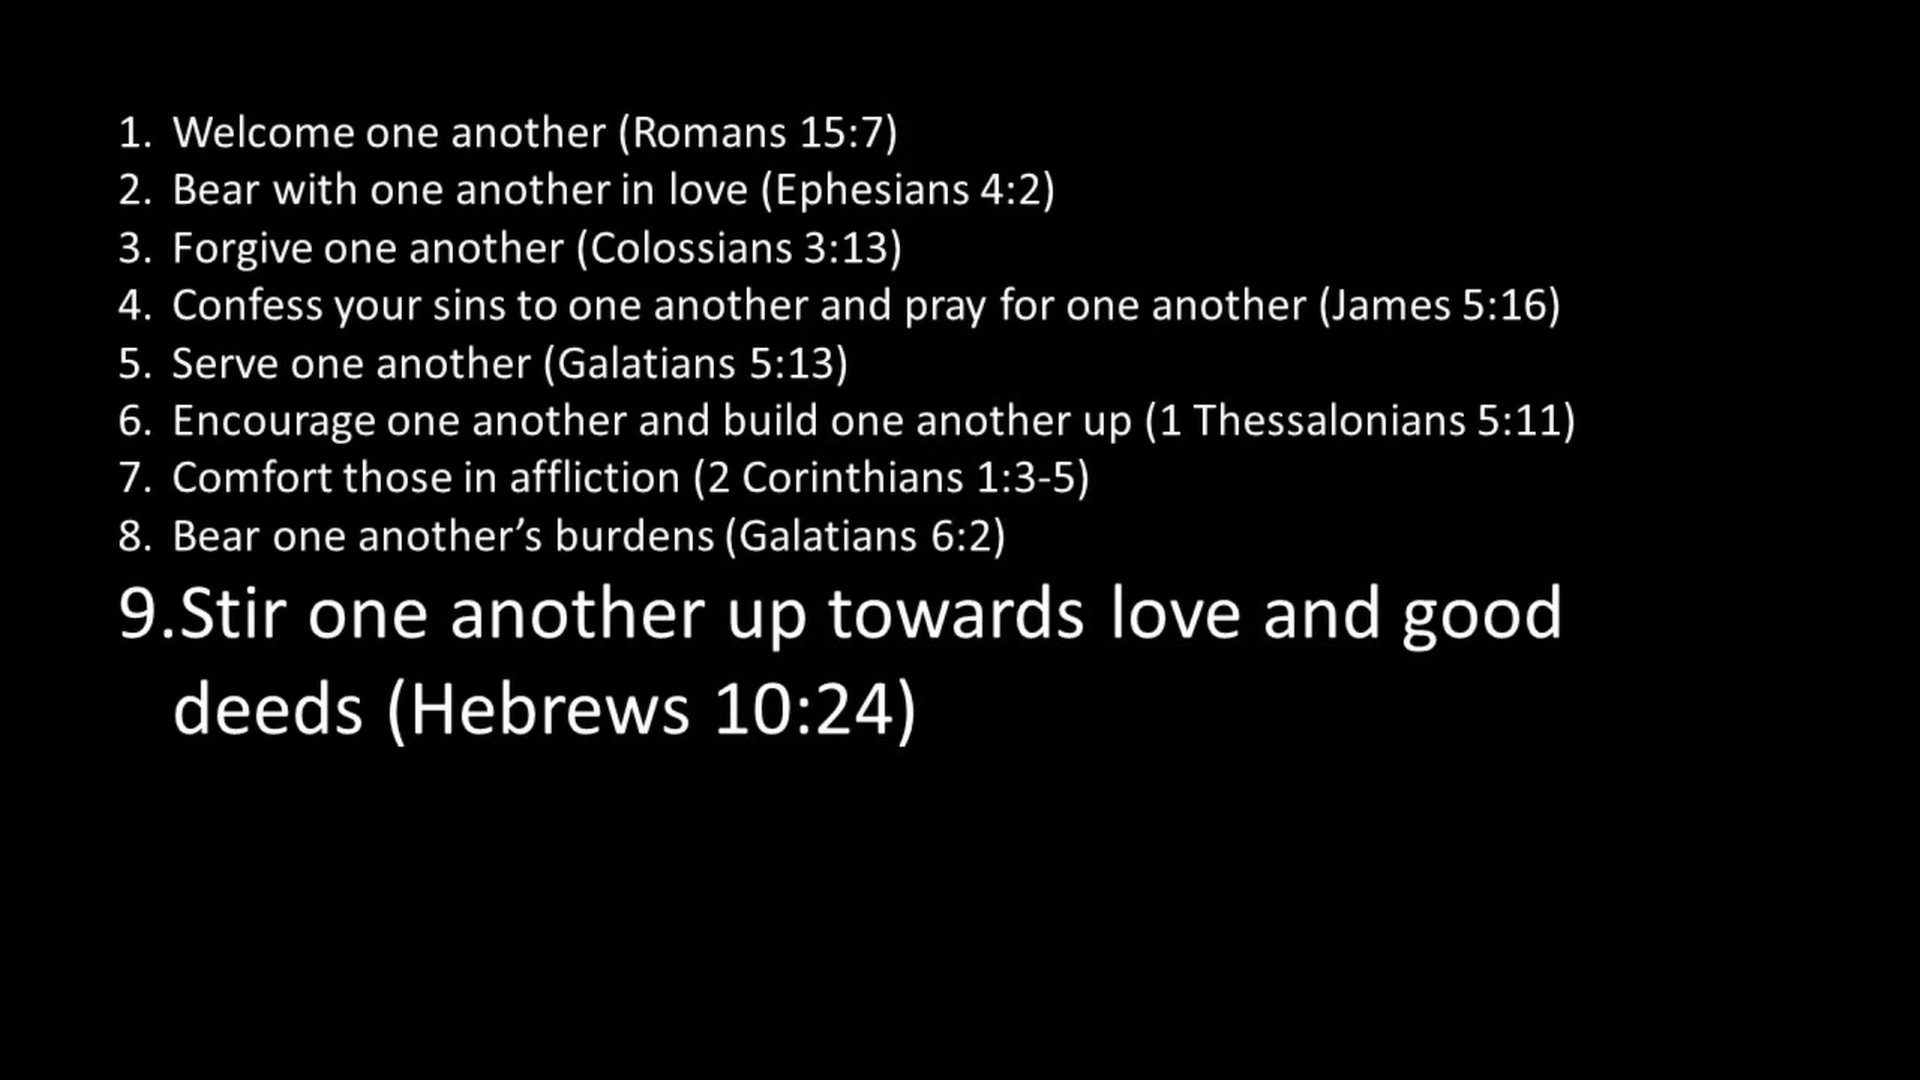 1. Welcome one another (Romans 15:7)
2. Bear with one another in love (Ephesians 4:2)
3. Forgive one another (Colossians 3:13)
4. Confess your sins to one another and pray for one another (James 5:16)
5. Serve one another (Galatians 5:13)
6. Encourage one another and build one another up (1 Thessalonians 5:11)
7. Comfort those in affliction (2 Corinthians 1:3-5)
8. Bear one another’s burdens (Galatians 6:2)
9.Stir one another up towards love and good
deeds (Hebrews 10:24)